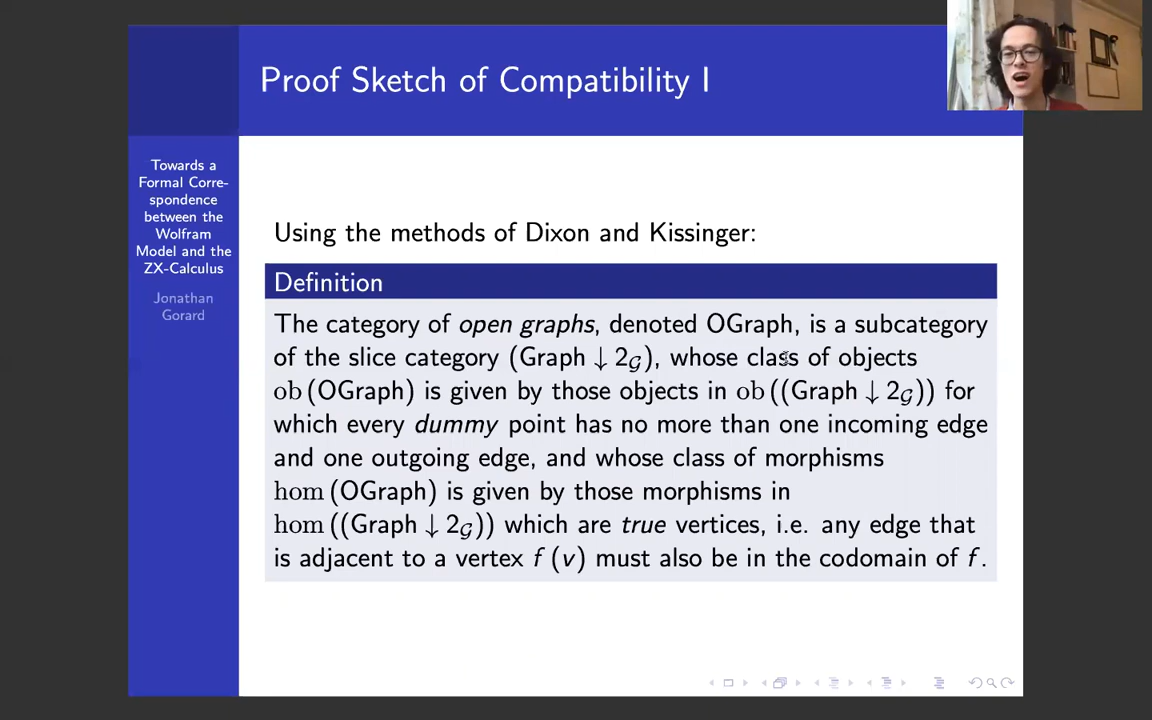 Proof Sketch of Compatibility I
Towards a
Formal Corre-
spondence
between the
Wolfram
Model and the
ZX-Calculus
Jonathan
Gorard
Using the methods of Dixon and Kissinger:
Definition
The category of open graphs, denoted OGraph, is a subcategory
of the slice category (Graph ↓ 2𝒢), whose class of objects
ob (OGraph) is given by those objects in ob ((Graph ↓ 2𝒢)) for
which every dummy point has no more than one incoming edge
and one outgoing edge, and whose class of morphisms
hom (OGraph) is given by those morphisms in
hom ((Graph ↓ 2𝒢)) which are true vertices, i.e. any edge that
is adjacent to a vertex f (v) must also be in the codomain of f.